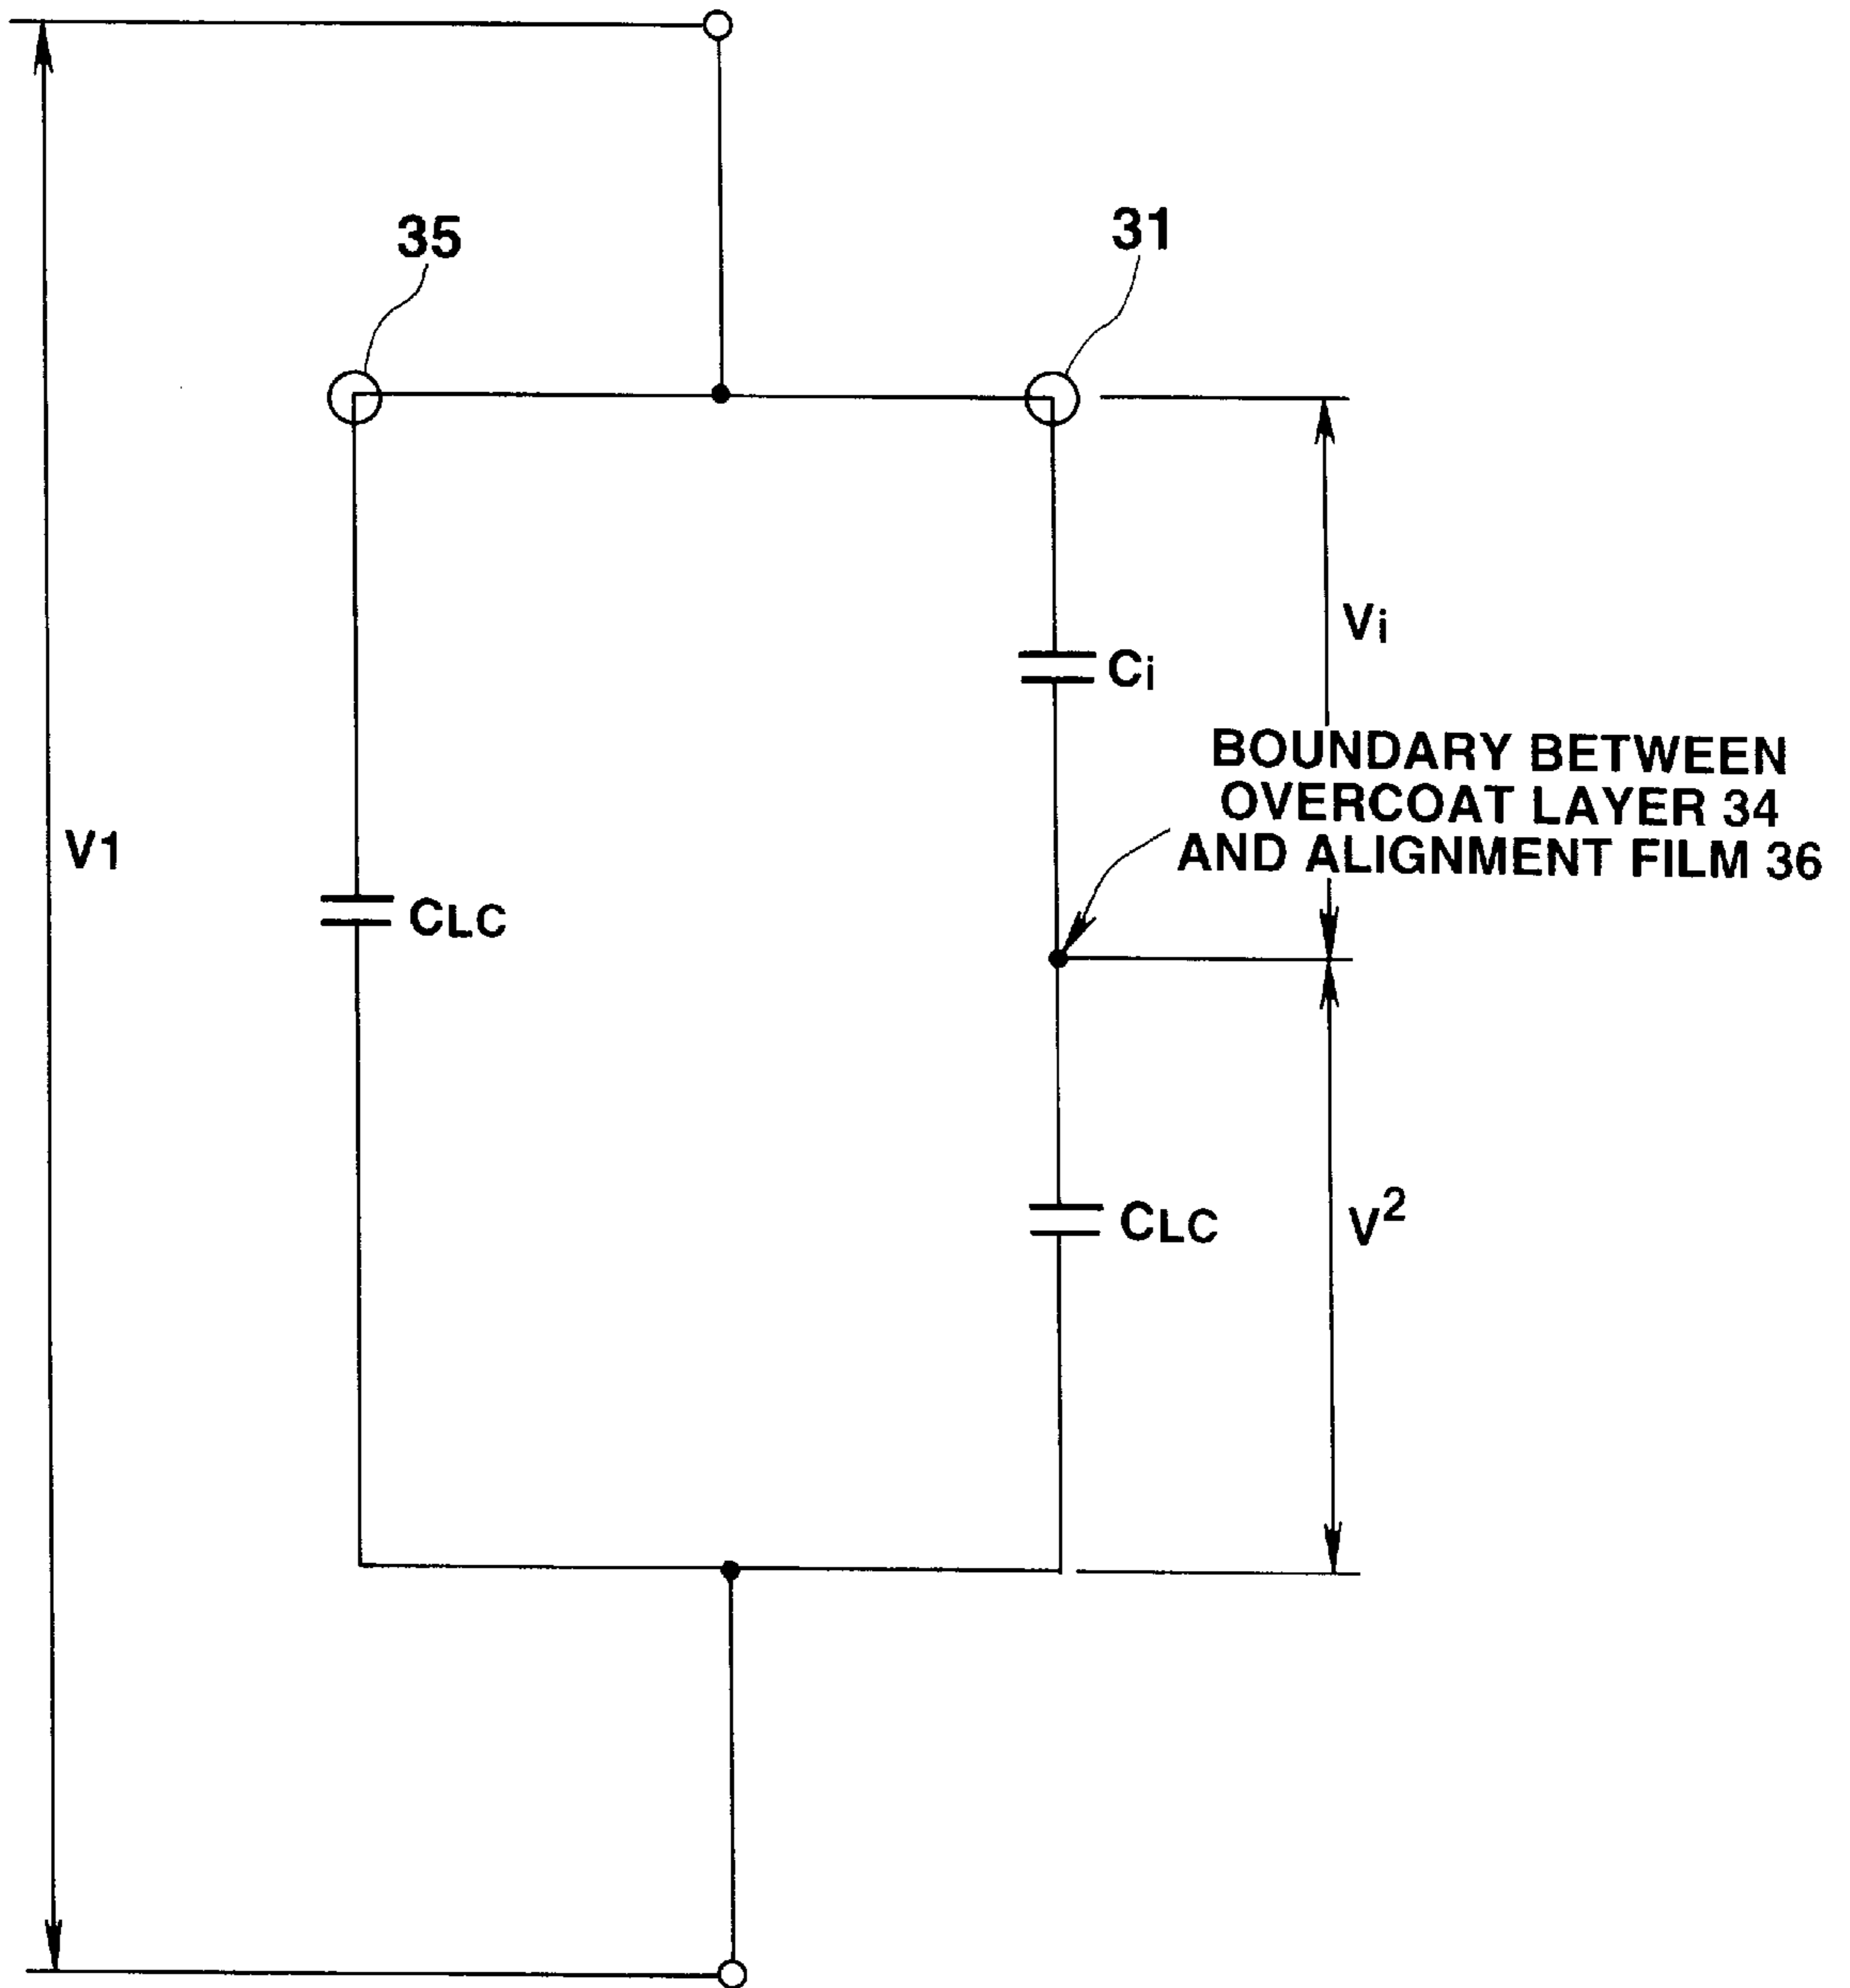 35
31
Ci
Vi
BOUNDARY BETWEEN
OVERCOAT LAYER 34
AND ALIGNMENT FILM 36
V1
CLC
CLC
V²